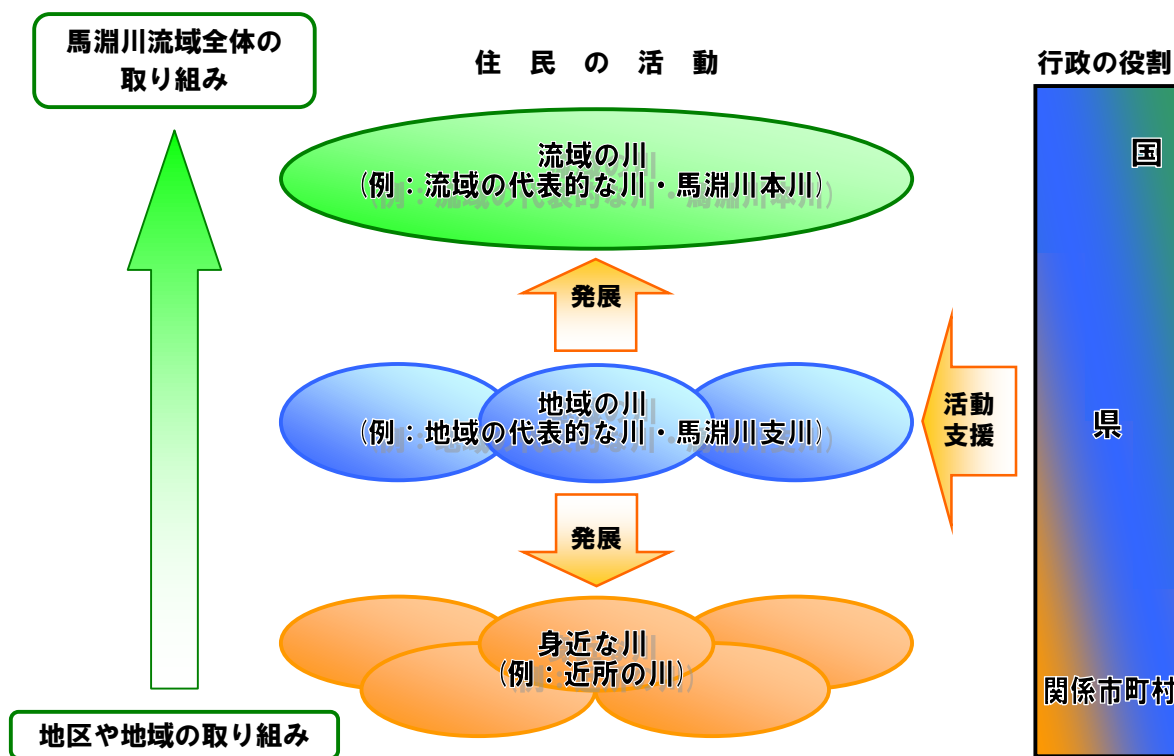 馬淵川流域全体の
取り組み
住民の活動
行政の役割
流域の川
(例：流域の代表的な川・馬淵川本川)
国
発展
地域の川
(例：地域の代表的な川・馬淵川支川)
活動
支援
県
発展
身近な川
(例：近所の川)
関係市町村
地区や地域の取り組み